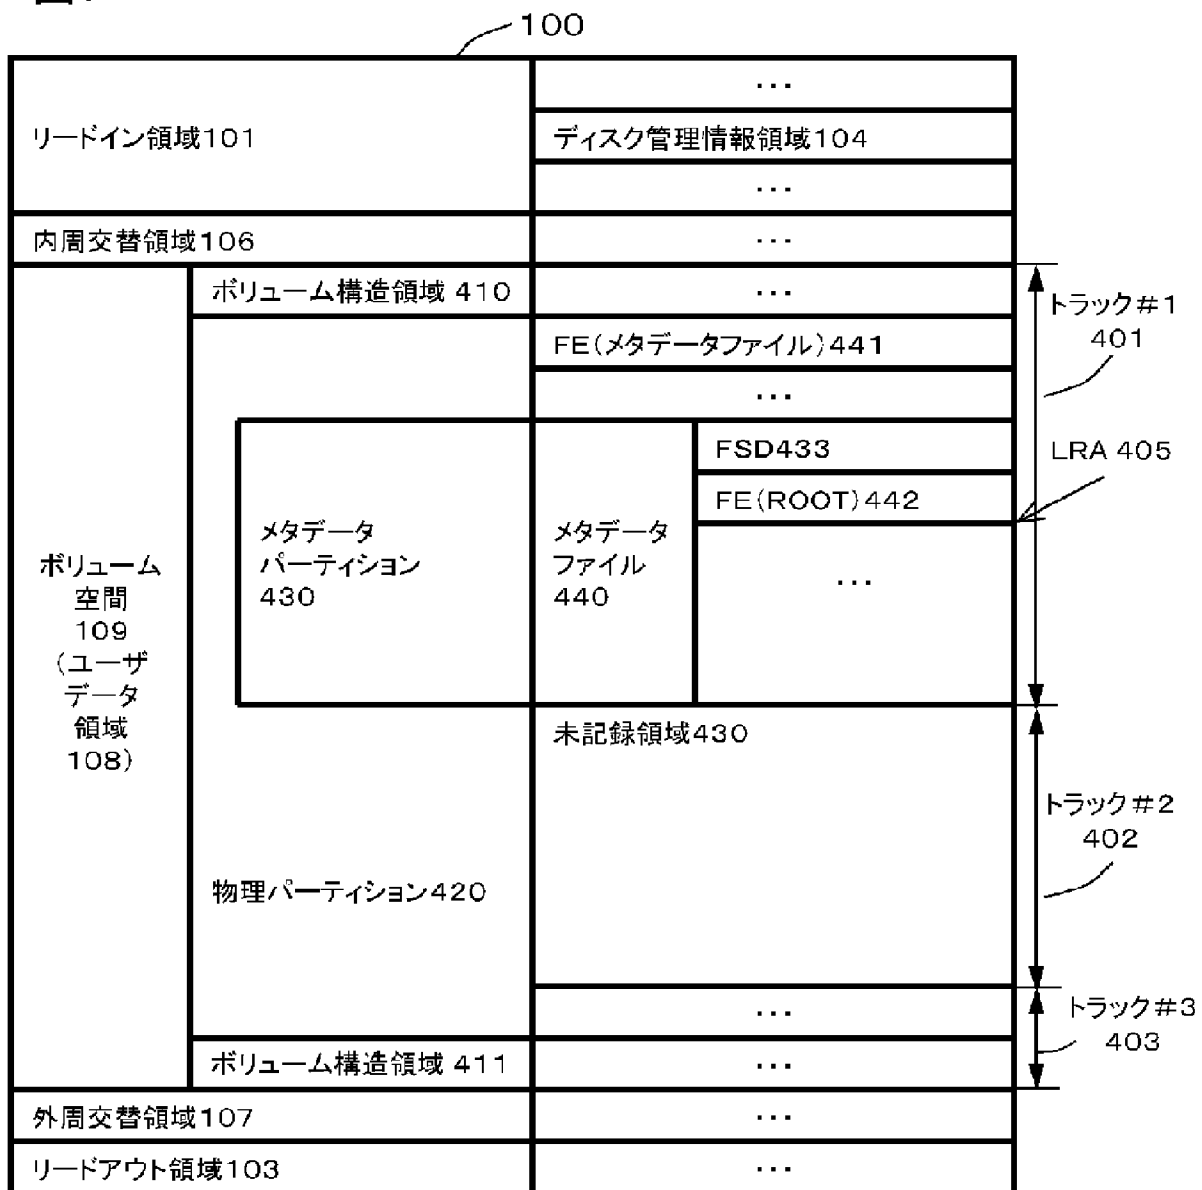 100
リードイン領域101
...
ディスク管理情報領域104
...
内周交替領域106
...
ボリューム構造領域 410
...
FE(メタデータファイル)441
...
トラック#1
401
ボリューム
空間
109
(ユーザ
データ
領域
108)
メタデータ
パーティション
430
メタデータ
ファイル
440
FSD433
FE(ROOT)442
...
LRA 405
物理パーティション420
未記録領域430
トラック#2
402
...
トラック#3
403
ボリューム構造領域 411
...
外周交替領域107
...
リードアウト領域103
...